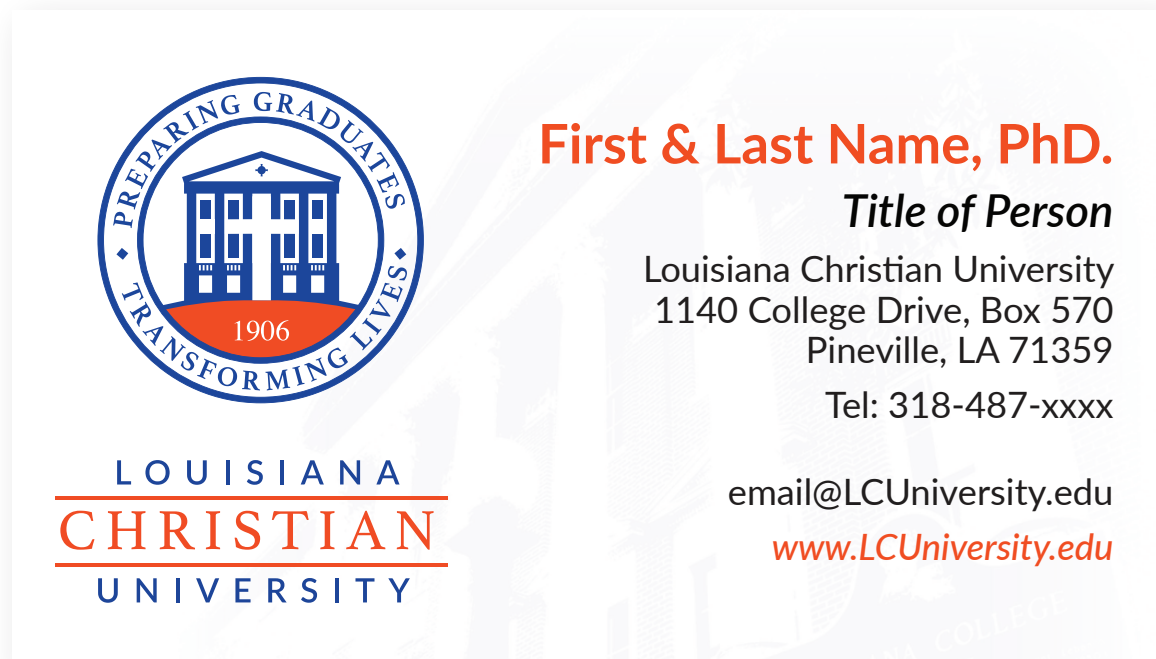 PREPARING GRADUATES
TRANSFORMING LIVES
1906
LOUISIANA
CHRISTIAN
UNIVERSITY
First & Last Name, PhD.
Title of Person
Louisiana Christian University
1140 College Drive, Box 570
Pineville, LA 71359
Tel: 318-487-xxxx
email@LCUniversity.edu
www.LCUniversity.edu
COLLEGE